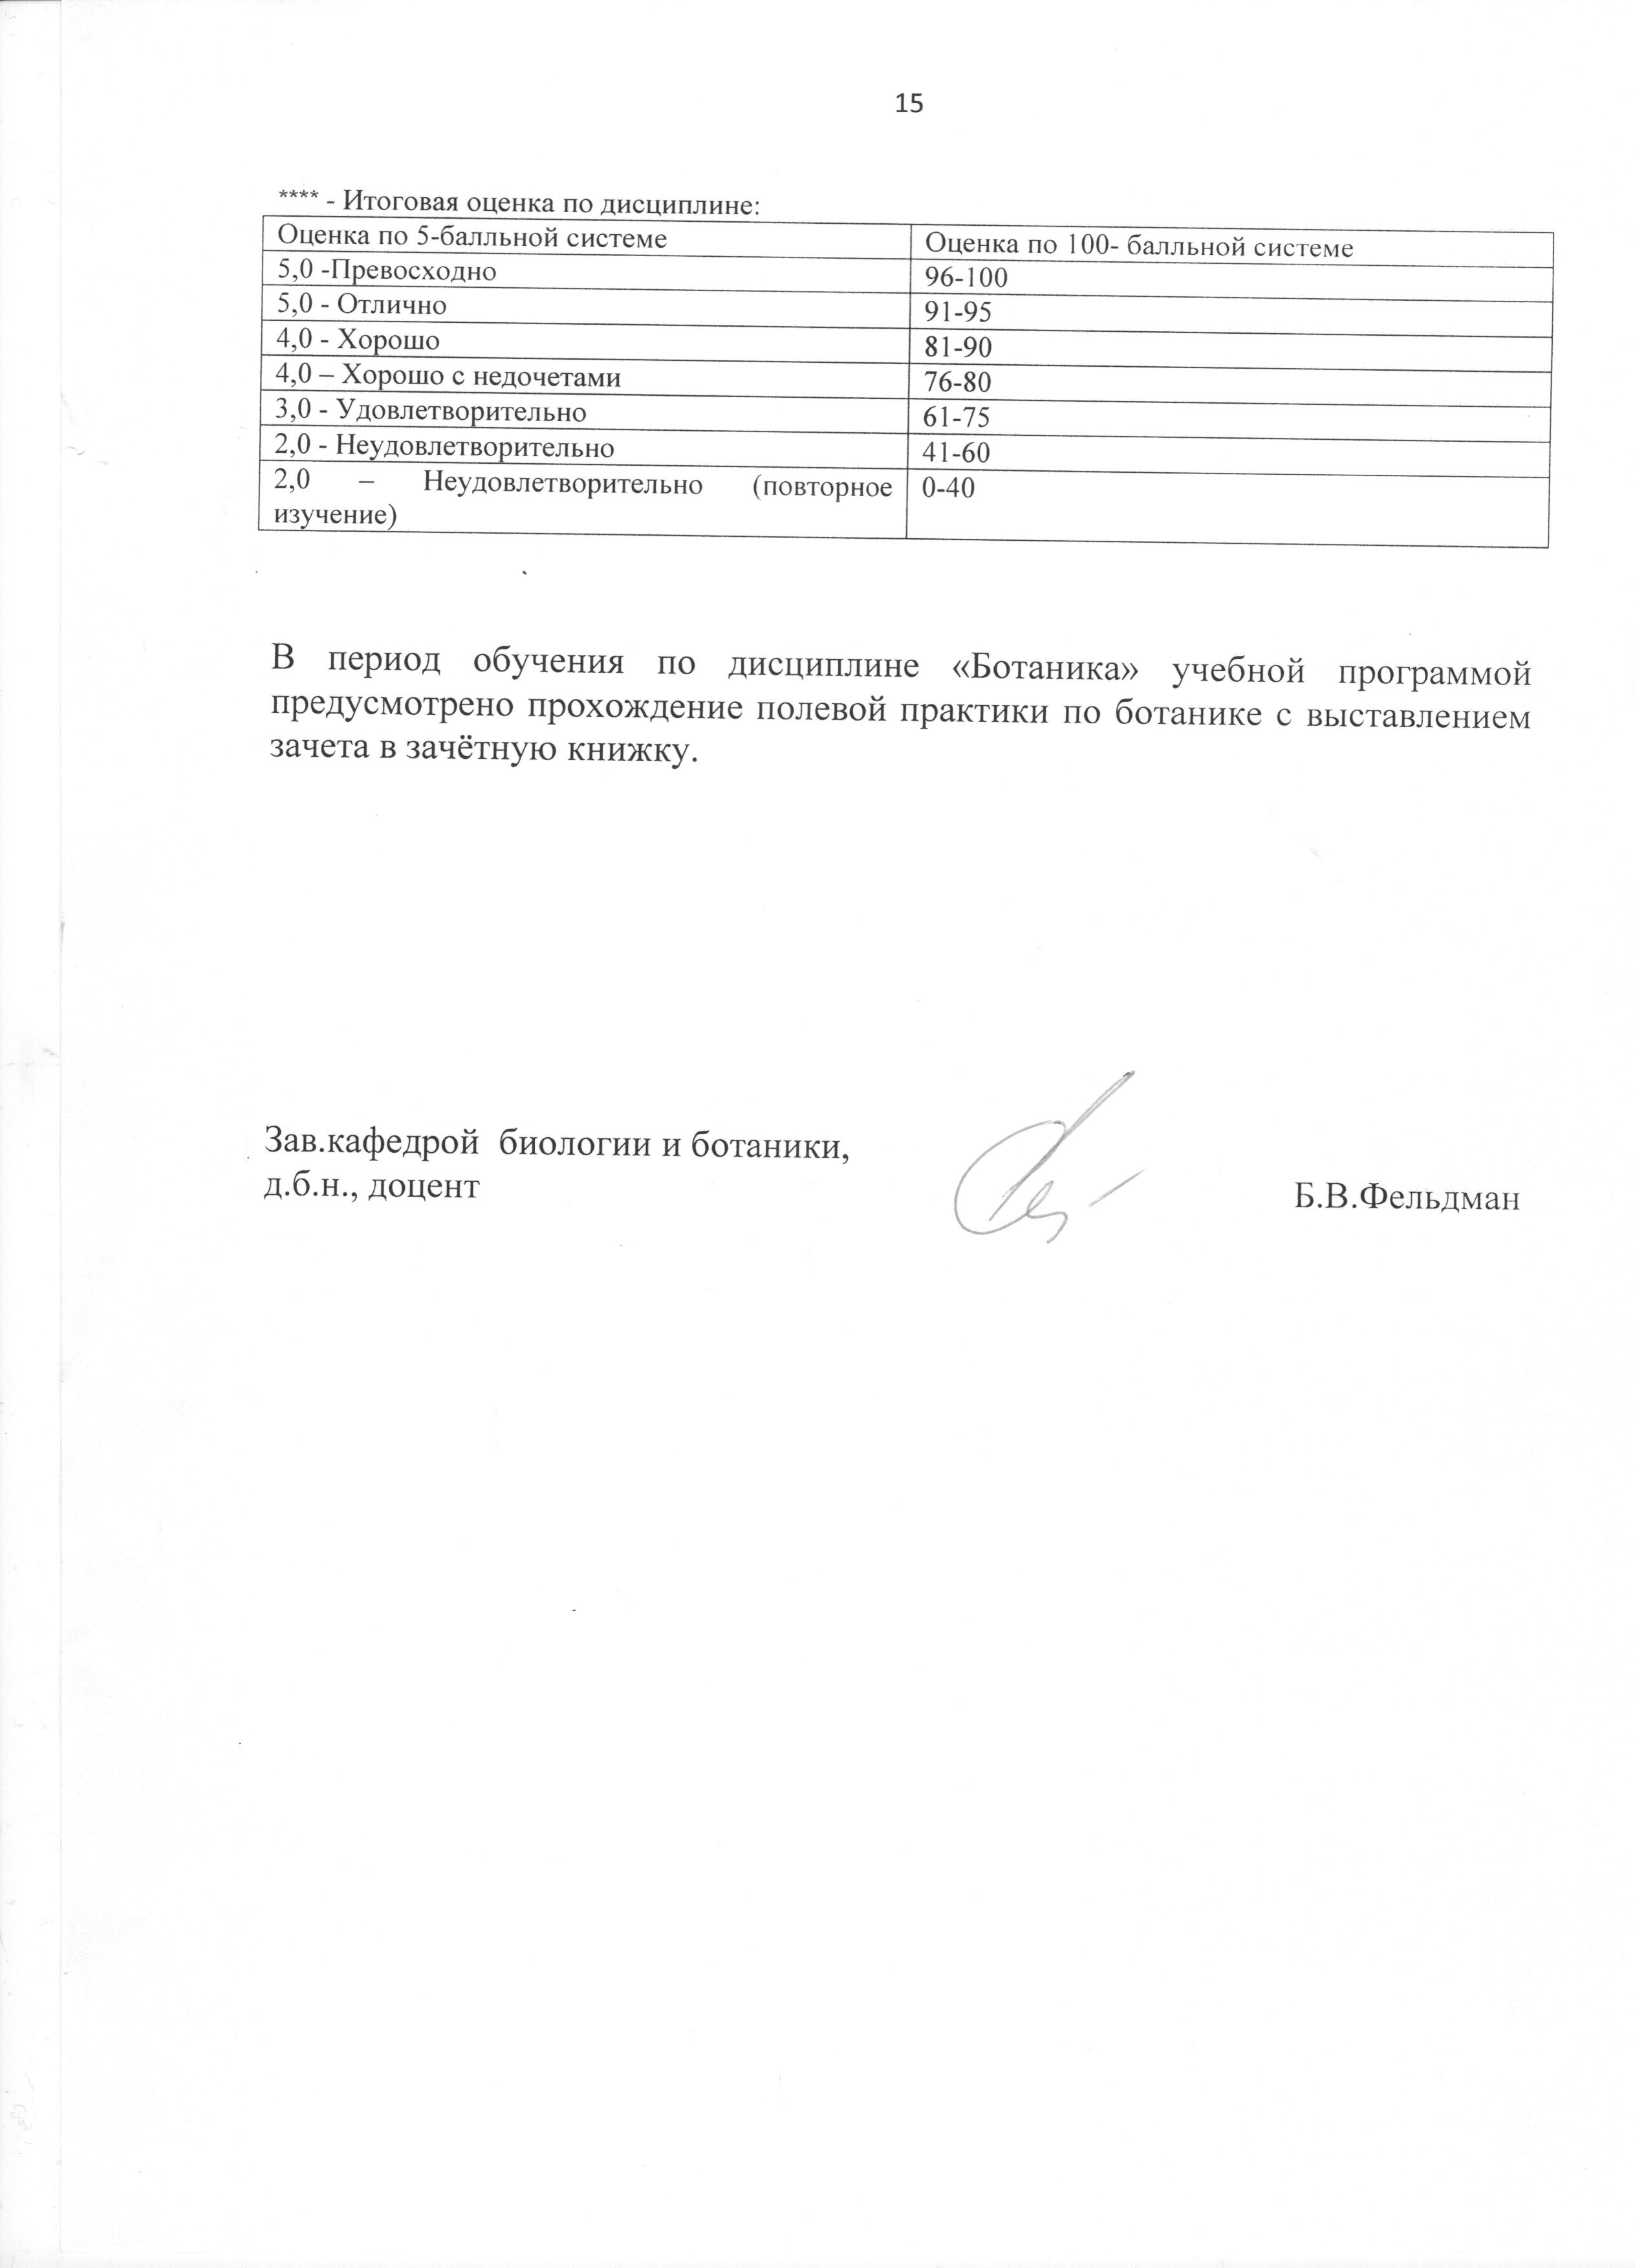 15
**** - Итоговая оценка по дисциплине:
Оценка по 5-балльной системе
Оценка по 100- балльной системе
5,0 -Превосходно
96-100
5,0 - Отлично
91-95
4,0 - Хорошо
81-90
4,0 – Хорошо с недочетами
76-80
3,0 - Удовлетворительно
61-75
2,0 - Неудовлетворительно
41-60
2,0 – Неудовлетворительно (повторное
изучение)
0-40
В период обучения по дисциплине «Ботаника» учебной программой
предусмотрено прохождение полевой практики по ботанике с выставлением
зачета в зачётную книжку.
Зав.кафедрой биологии и ботаники,
д.б.н., доцент
Б.В.Фельдман